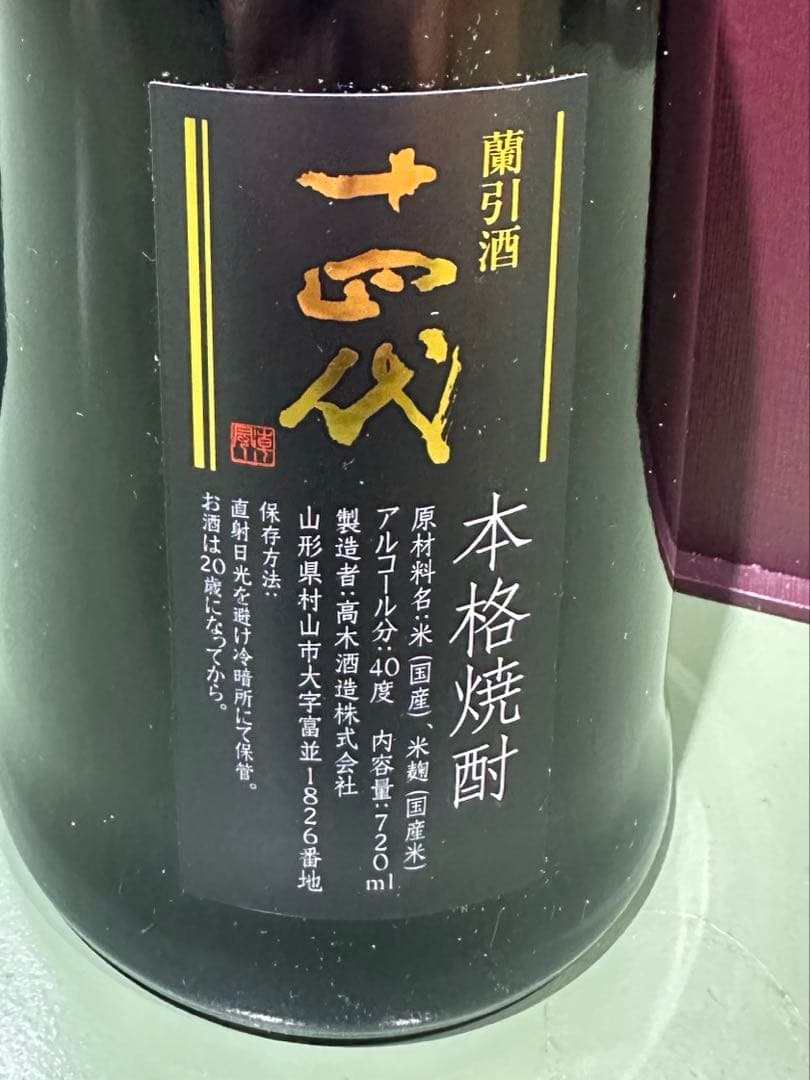 蘭引酒
十四代
本格焼酎
原材料名：米（国産）、米麹（国産米）
アルコール分：40度　内容量：720ml
製造者：高木酒造株式会社
山形県村山市大字富並1826番地
保存方法：
直射日光を避け冷暗所にて保管。
お酒は20歳になってから。